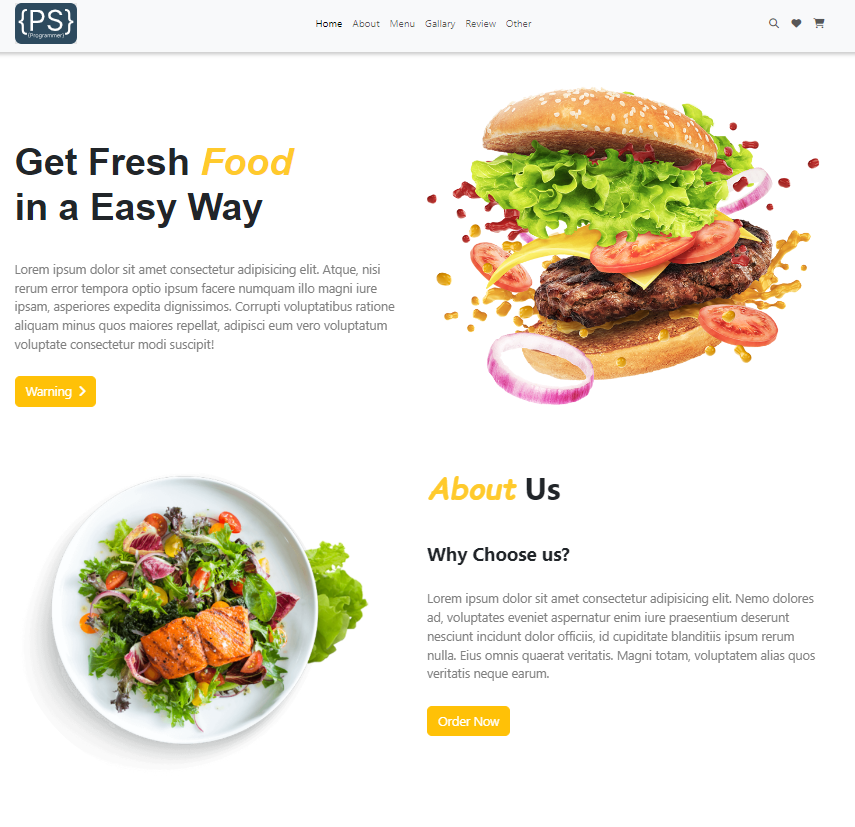 {PS}
{Programmer}
Home About Menu Gallary Review Other
Get Fresh Food
in a Easy Way
Lorem ipsum dolor sit amet consectetur adipisicing elit. Atque, nisi
rerum error tempora optio ipsum facere numquam illo magni iure
ipsam, asperiores expedita dignissimos. Corrupti voluptatibus ratione
aliquam minus quos maiores repellat, adipisci eum vero voluptatum
voluptate consectetur modi suscipit!
Warning
About Us
Why Choose us?
Lorem ipsum dolor sit amet consectetur adipisicing elit. Nemo dolores
ad, voluptates eveniet aspernatur enim iure praesentium deserunt
nesciunt incidunt dolor officiis, id cupiditate blanditiis ipsum rerum
nulla. Eius omnis quaerat veritatis. Magni totam, voluptatem alias quos
veritatis neque earum.
Order Now